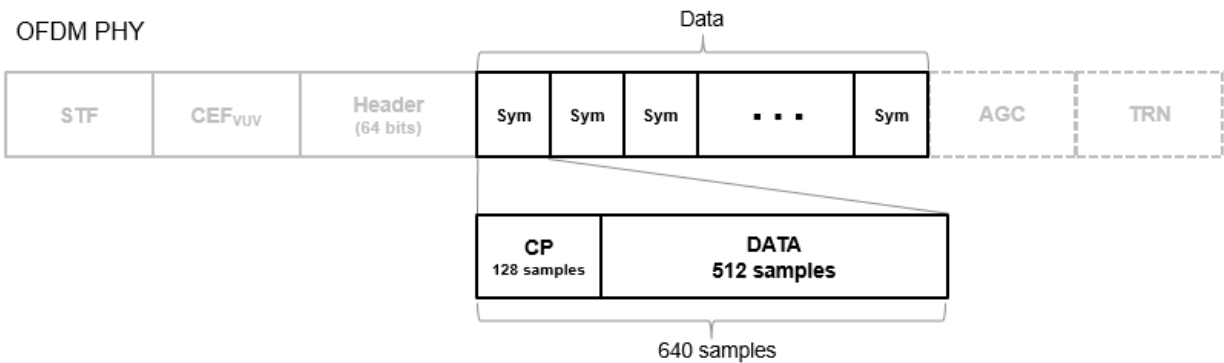 OFDM PHY
Data
STF
CEFVUV
Header
(64 bits)
Sym
Sym
Sym
▪ ▪ ▪
Sym
AGC
TRN
CP
128 samples
DATA
512 samples
640 samples